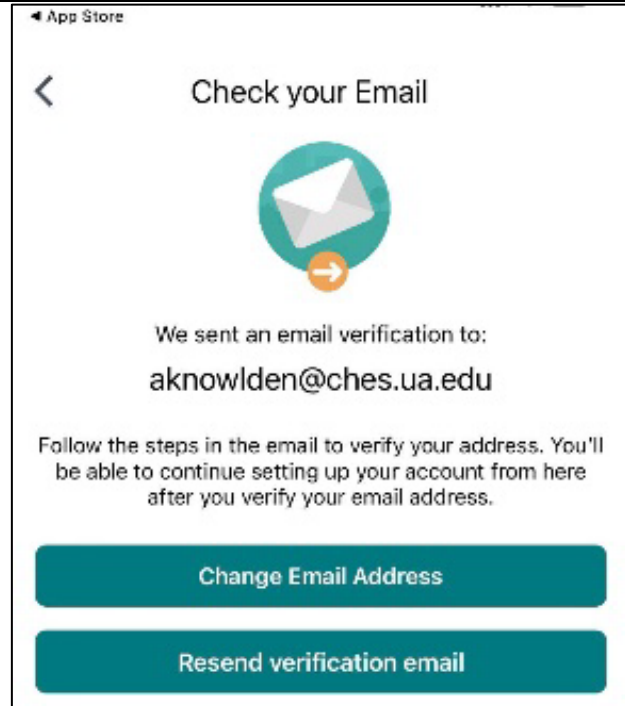 App Store
Check your Email
We sent an email verification to:
aknowlden@ches.ua.edu
Follow the steps in the email to verify your address. You'll
be able to continue setting up your account from here
after you verify your email address.
Change Email Address
Resend verification email